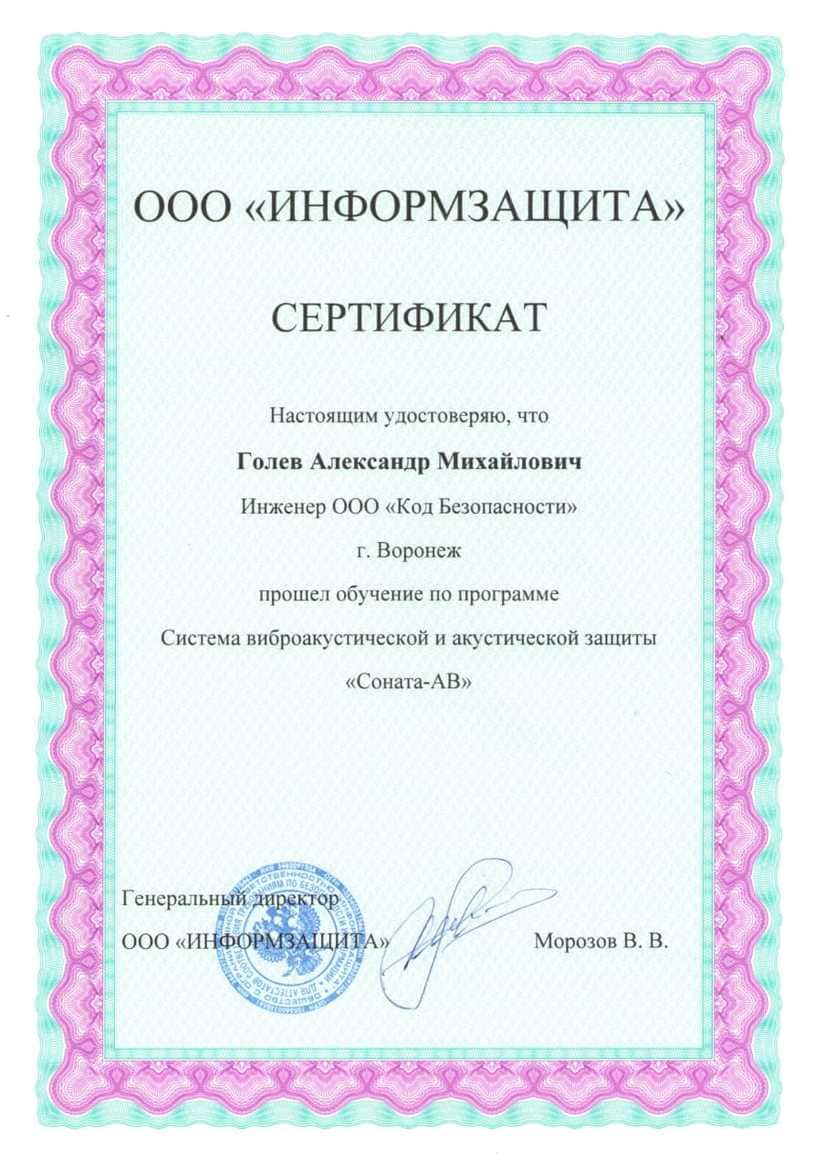 ООО «ИНФОРМЗАЩИТА»
СЕРТИФИКАТ
Настоящим удостоверяю, что
Голев Александр Михайлович
Инженер ООО «Код Безопасности»
г. Воронеж
прошел обучение по программе
Система виброакустической и акустической защиты
«Соната-АВ»
Генеральный директор
ООО «ИНФОРМЗАЩИТА»
Морозов В. В.